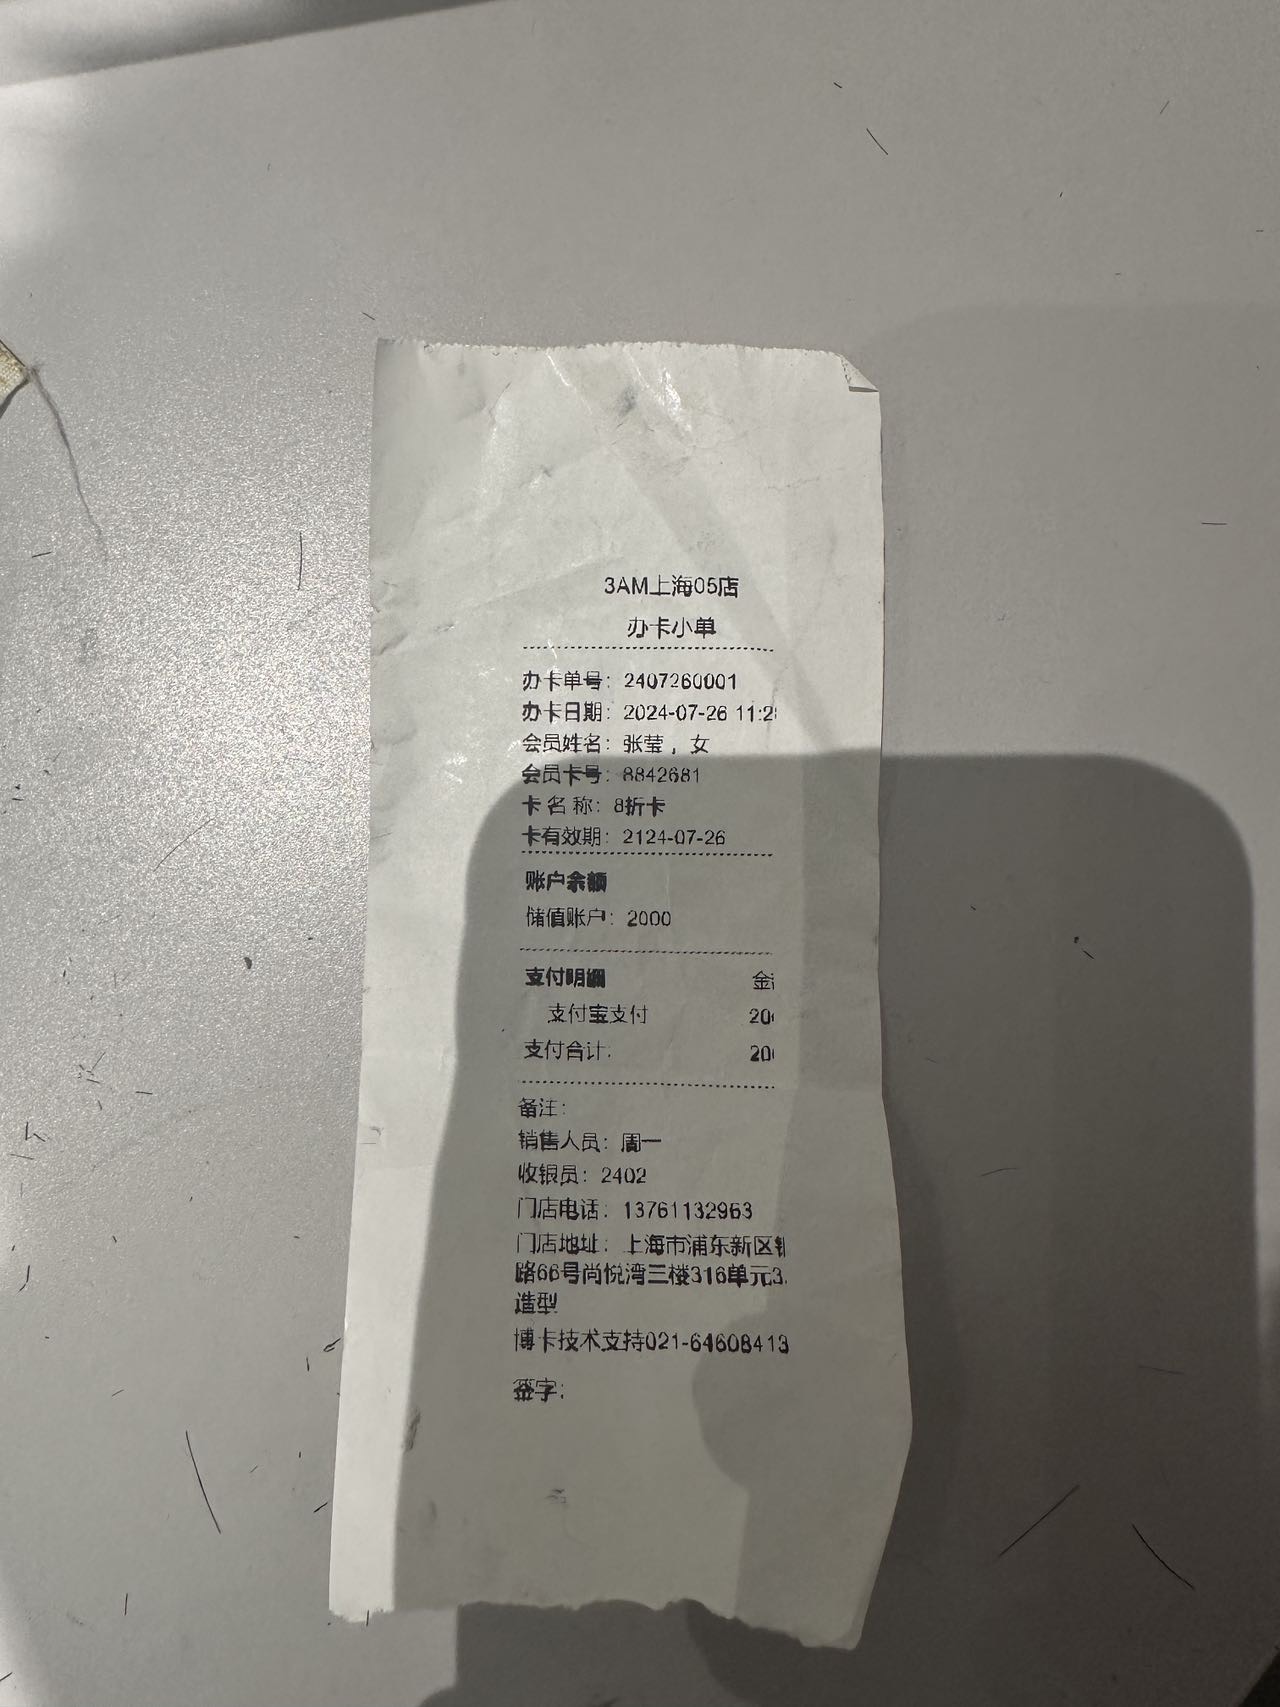 3AM上海05店
办卡小单
办卡单号：2407260001
办卡日期：2024-07-26 11:2
会员姓名：张莹，女
会员卡号：8842681
卡 名 称：8折卡
卡有效期：2124-07-26
账户余额
储值账户：2000
支付明细 金
支付宝支付 20
支付合计: 20
备注：
销售人员：周一
收银员：2402
门店电话：13761132963
门店地址：上海市浦东新区
路66号尚悦湾三楼316单元3.
造型
博卡技术支持021-64608413
签字：